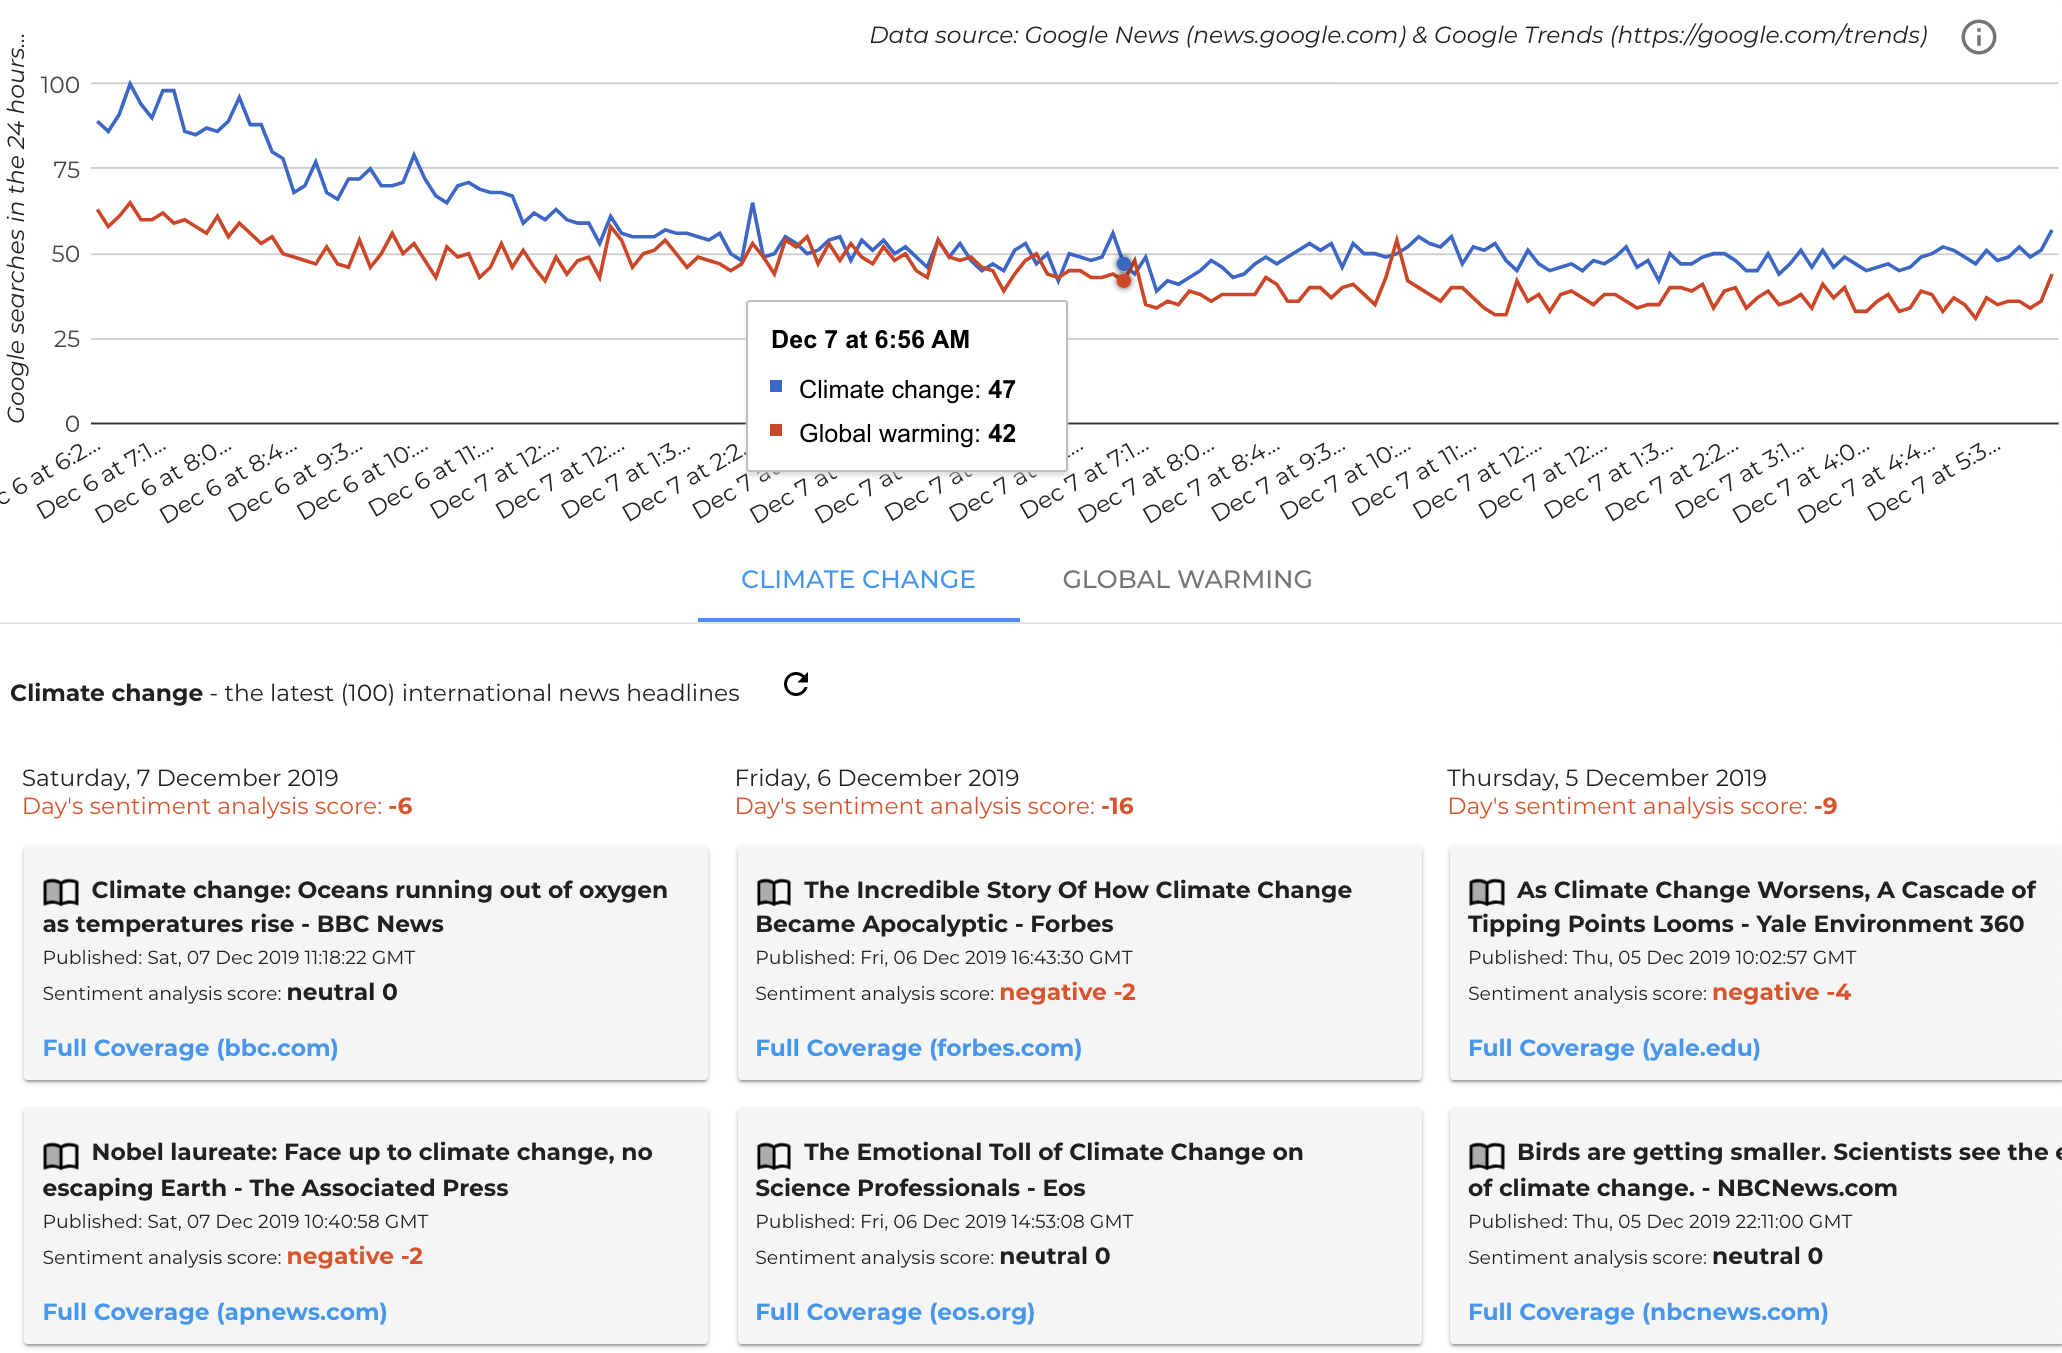 Data source: Google News (news.google.com) & Google Trends (https://google.com/trends)
Google searches in the 24 hours...
100
75
50
25
0
Dec 7 at 6:56 AM
Climate change: 47
Global warming: 42
c 6 at 6:2...
Dec 6 at 7:1...
Dec 6 at 8:0...
Dec 6 at 8:4...
Dec 6 at 9:3...
Dec 6 at 10:...
Dec 6 at 11:...
Dec 7 at 12:...
Dec 7 at 12:...
Dec 7 at 1:3...
Dec 7 at 2:2...
Dec 7 at
Dec 7 at
Dec 7 at
Dec 7 at
Dec 7 at
Dec 7 at 7:1...
Dec 7 at 8:0...
Dec 7 at 8:4...
Dec 7 at 9:3...
Dec 7 at 10:...
Dec 7 at 11:...
Dec 7 at 12:...
Dec 7 at 12:...
Dec 7 at 1:3...
Dec 7 at 2:2...
Dec 7 at 3:1...
Dec 7 at 4:0...
Dec 7 at 4:4...
Dec 7 at 5:3...
CLIMATE CHANGE
GLOBAL WARMING
Climate change - the latest (100) international news headlines
Saturday, 7 December 2019
Day's sentiment analysis score: -6
Climate change: Oceans running out of oxygen
as temperatures rise - BBC News
Published: Sat, 07 Dec 2019 11:18:22 GMT
Sentiment analysis score: neutral 0
Full Coverage (bbc.com)
Nobel laureate: Face up to climate change, no
escaping Earth - The Associated Press
Published: Sat, 07 Dec 2019 10:40:58 GMT
Sentiment analysis score: negative -2
Full Coverage (apnews.com)
Friday, 6 December 2019
Day's sentiment analysis score: -16
The Incredible Story Of How Climate Change
Became Apocalyptic - Forbes
Published: Fri, 06 Dec 2019 16:43:30 GMT
Sentiment analysis score: negative -2
Full Coverage (forbes.com)
The Emotional Toll of Climate Change on
Science Professionals - Eos
Published: Fri, 06 Dec 2019 14:53:08 GMT
Sentiment analysis score: neutral 0
Full Coverage (eos.org)
Thursday, 5 December 2019
Day's sentiment analysis score: -9
As Climate Change Worsens, A Cascade of
Tipping Points Looms - Yale Environment 360
Published: Thu, 05 Dec 2019 10:02:57 GMT
Sentiment analysis score: negative -4
Full Coverage (yale.edu)
Birds are getting smaller. Scientists see the
of climate change. - NBCNews.com
Published: Thu, 05 Dec 2019 22:11:00 GMT
Sentiment analysis score: neutral 0
Full Coverage (nbcnews.com)